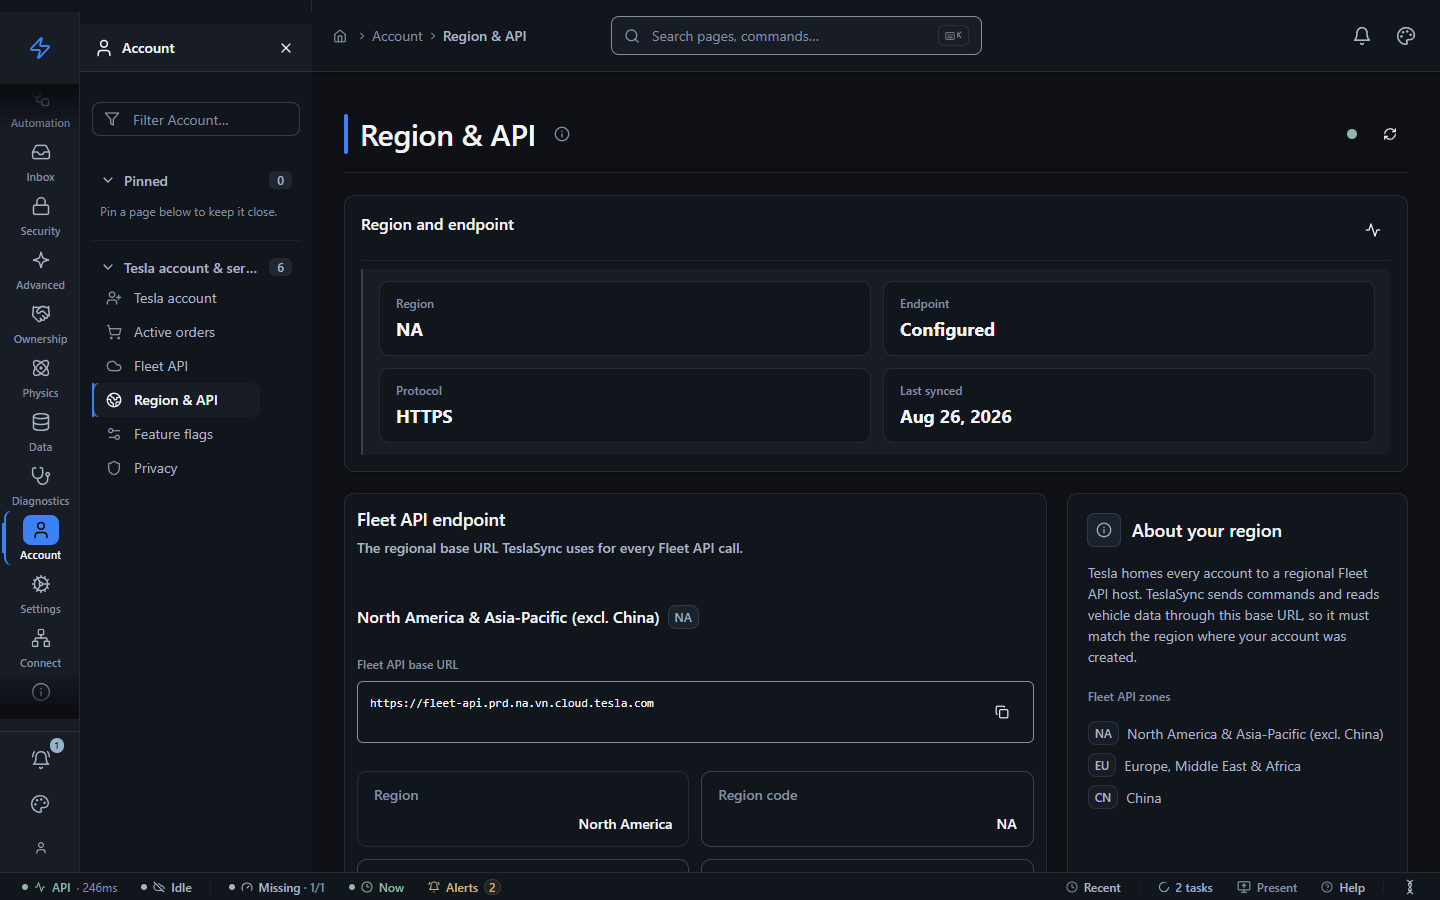 Automation
Inbox
Security
Advanced
Ownership
Physics
Data
Diagnostics
Account
Settings
Connect
1
Account
Filter Account...
Pinned
0
Pin a page below to keep it close.
Tesla account & ser...
6
Tesla account
Active orders
Fleet API
Region & API
Feature flags
Privacy
Account
Region & API
Search pages, commands...
K
Region & API
Region and endpoint
Region
NA
Endpoint
Configured
Protocol
HTTPS
Last synced
Aug 26, 2026
Fleet API endpoint
The regional base URL TeslaSync uses for every Fleet API call.
North America & Asia-Pacific (excl. China)
NA
Fleet API base URL
https://fleet-api.prd.na.vn.cloud.tesla.com
Region
North America
Region code
NA
About your region
Tesla homes every account to a regional Fleet
API host. TeslaSync sends commands and reads
vehicle data through this base URL, so it must
match the region where your account was
created.
Fleet API zones
NA North America & Asia-Pacific (excl. China)
EU Europe, Middle East & Africa
CN China
API · 246ms
Idle
Missing · 1/1
Now
Alerts 2
Recent
2 tasks
Present
Help